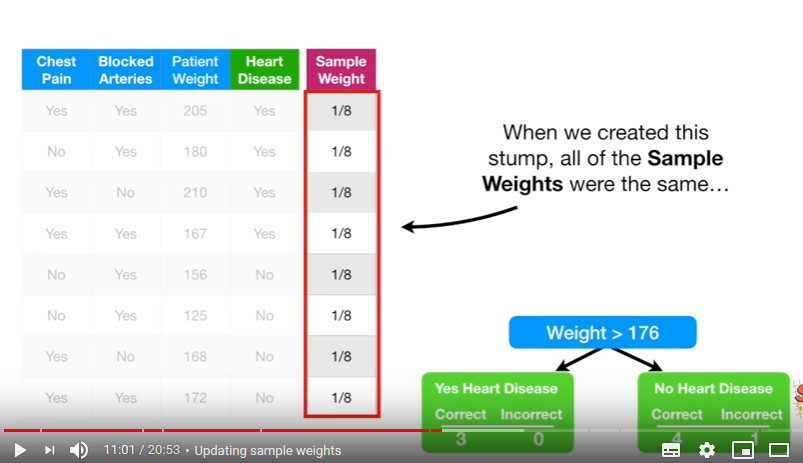 Chest Pain Blocked Arteries Patient Weight Heart Disease Sample Weight
Yes Yes 205 Yes 1/8
No Yes 180 Yes 1/8
Yes No 210 Yes 1/8
Yes Yes 167 Yes 1/8
No Yes 156 No 1/8
No Yes 125 No 1/8
Yes No 168 No 1/8
Yes Yes 172 No 1/8
When we created this
stump, all of the Sample
Weights were the same…
Weight > 176
Yes Heart Disease
Correct Incorrect
3 0
No Heart Disease
Correct Incorrect
4 1
11:01 / 20:53 • Updating sample weights